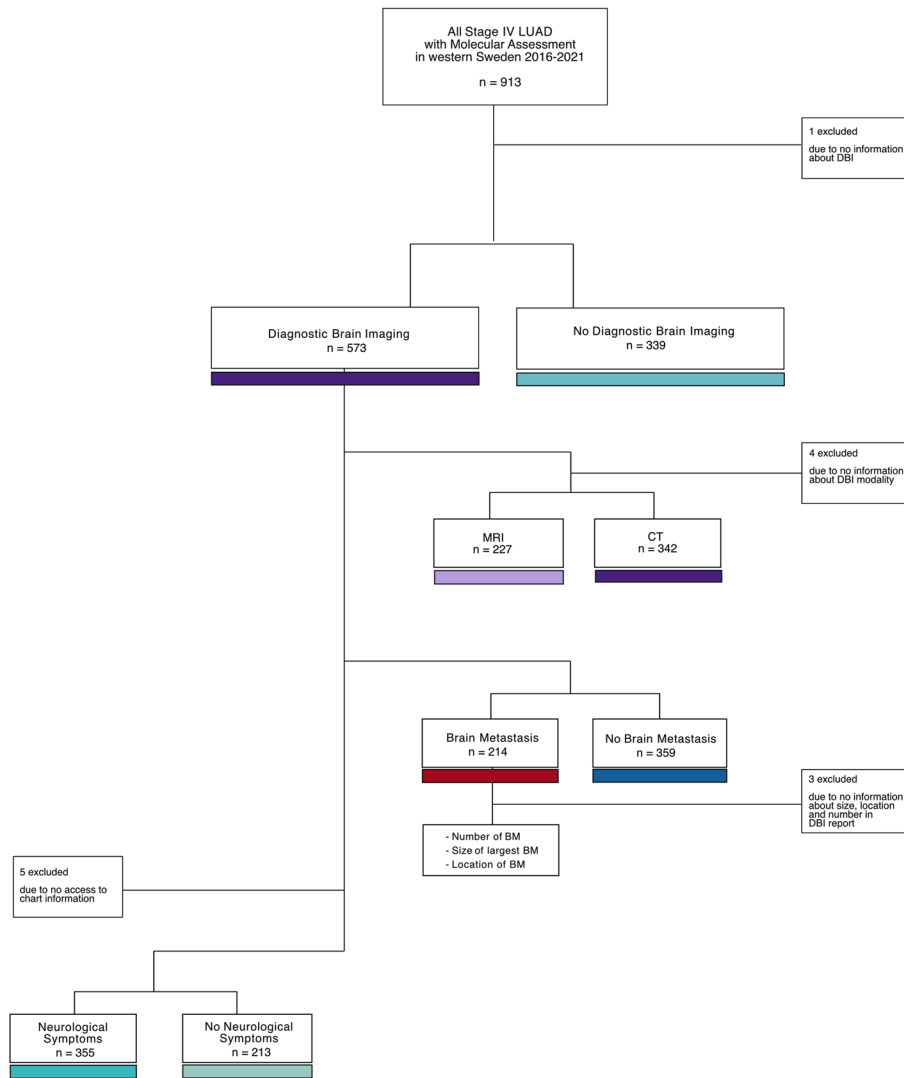 All Stage IV LUAD
with Molecular Assessment
in western Sweden 2016-2021
n = 913
1 excluded
due to no information
about DBI
Diagnostic Brain Imaging
n = 573
No Diagnostic Brain Imaging
n = 339
4 excluded
due to no information
about DBI modality
MRI
n = 227
CT
n = 342
Brain Metastasis
n = 214
No Brain Metastasis
n = 359
3 excluded
due to no information
about size, location
and number in
DBI report
- Number of BM
- Size of largest BM
- Location of BM
5 excluded
due to no access to
chart information
Neurological
Symptoms
n = 355
No Neurological
Symptoms
n = 213